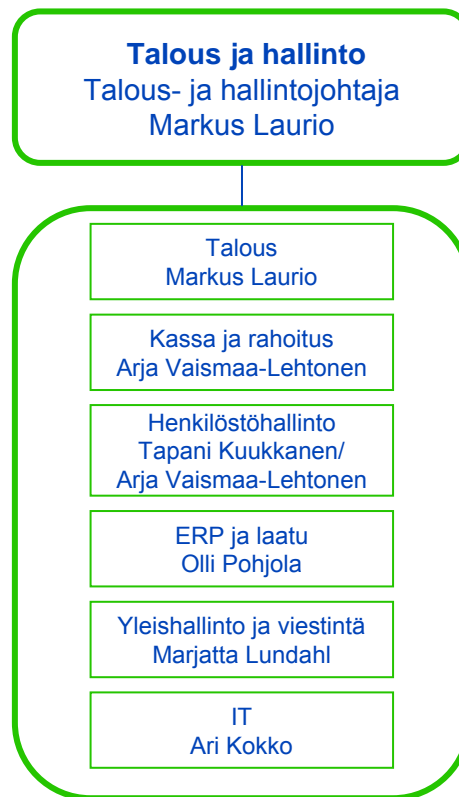 Talous ja hallinto
Talous- ja hallintojohtaja
Markus Laurio
Talous
Markus Laurio
Kassa ja rahoitus
Arja Vaismaa-Lehtonen
Henkilöstöhallinto
Tapani Kuukkanen/
Arja Vaismaa-Lehtonen
ERP ja laatu
Olli Pohjola
Yleishallinto ja viestintä
Marjatta Lundahl
IT
Ari Kokko